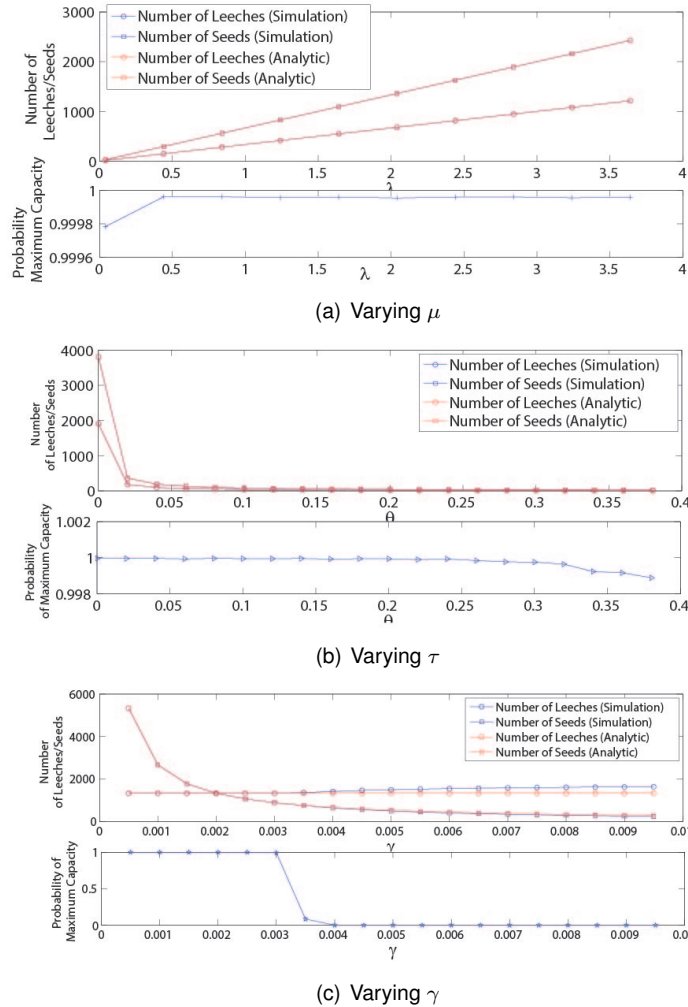 Number of Leeches (Simulation)
Number of Seeds (Simulation)
Number of Leeches (Analytic)
Number of Seeds (Analytic)
Number of
Leeches/Seeds
3000
2000
1000
0
0 0.5 1 1.5 2 2.5 3 3.5 4
λ
Probability
Maximum Capacity
1
0.9998
0.9996
0 0.5 1 1.5 2 2.5 3 3.5 4
λ
(a) Varying μ
Number of Leeches (Simulation)
Number of Seeds (Simulation)
Number of Leeches (Analytic)
Number of Seeds (Analytic)
Number
of Leeches/Seeds
4000
3000
2000
1000
0
0 0.05 0.1 0.15 0.2 0.25 0.3 0.35 0.4
θ
Probability
of Maximum Capacity
1.002
1
0.998
0 0.05 0.1 0.15 0.2 0.25 0.3 0.35 0.4
θ
(b) Varying τ
Number of Leeches (Simulation)
Number of Seeds (Simulation)
Number of Leeches (Analytic)
Number of Seeds (Analytic)
Number
of Leeches/Seeds
6000
4000
2000
0
0 0.001 0.002 0.003 0.004 0.005 0.006 0.007 0.008 0.009 0.01
γ
Probability of
Maximum Capacity
1
0.5
0
0 0.001 0.002 0.003 0.004 0.005 0.006 0.007 0.008 0.009 0.0
γ
(c) Varying γ